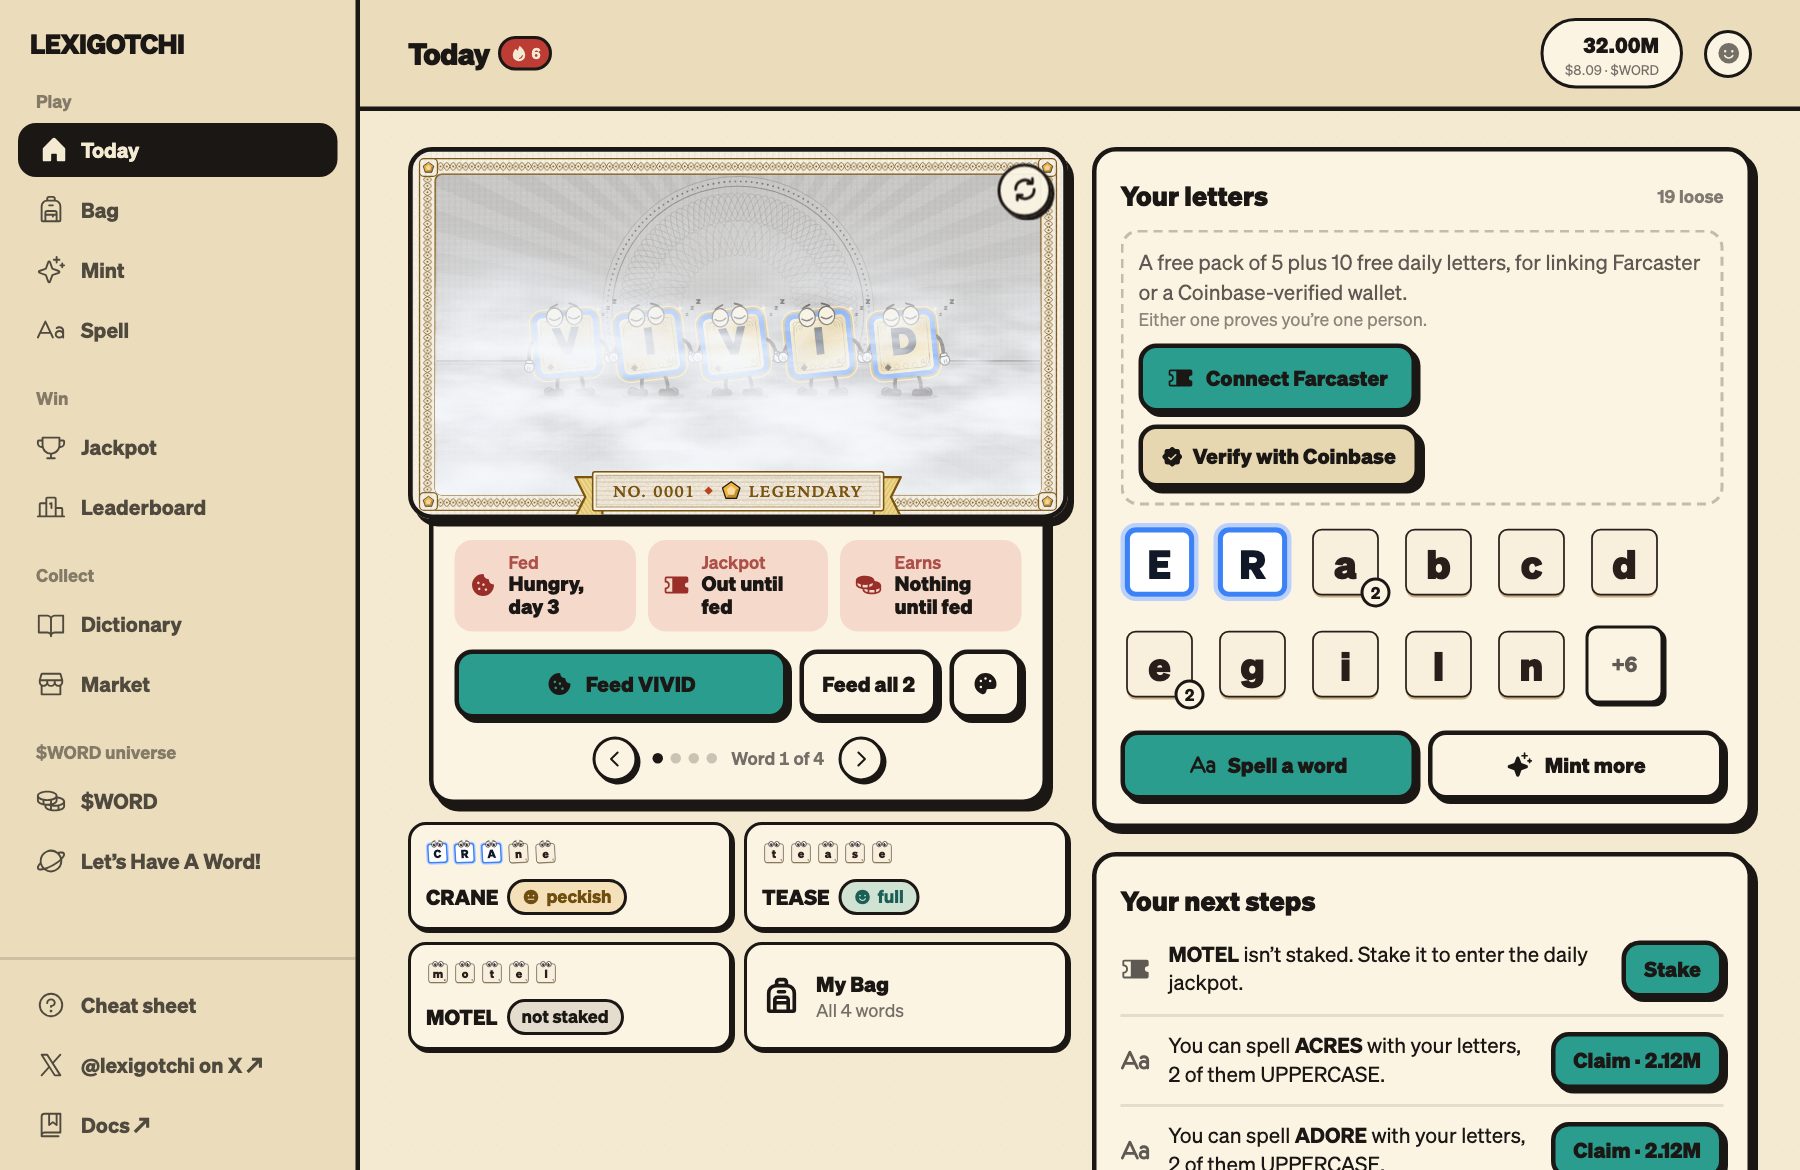 LEXIGOTCHI
Play
Today
Bag
Mint
Aa Spell
Win
Jackpot
Leaderboard
Collect
Dictionary
Market
$WORD universe
$WORD
Let's Have A Word!
Cheat sheet
@lexigotchi on X
Docs
Today 6
32.00M
$8.09 · $WORD
V I V I D
NO. 0001 ♦ LEGENDARY
Fed
Hungry,
day 3
Jackpot
Out until
fed
Earns
Nothing
until fed
Feed VIVID
Feed all 2
Word 1 of 4
C R A n e
CRANE peckish
t e a s e
TEASE full
m o t e l
MOTEL not staked
My Bag
All 4 words
Your letters
19 loose
A free pack of 5 plus 10 free daily letters, for linking Farcaster
or a Coinbase-verified wallet.
Either one proves you're one person.
Connect Farcaster
Verify with Coinbase
E R a 2 b c d
e 2 g i l n +6
Aa Spell a word
Mint more
Your next steps
MOTEL isn't staked. Stake it to enter the daily
jackpot.
Stake
Aa You can spell ACRES with your letters,
2 of them UPPERCASE.
Claim · 2.12M
Aa You can spell ADORE with your letters,
2 of them UPPERCASE.
Claim · 2.12M